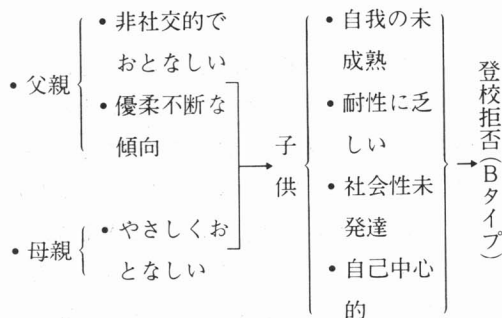 • 父親
• 非社交的で
おとなしい
• 優柔不断な
傾向
• 母親
• やさしくお
となしい
子供
• 自我の未
成熟
• 耐性に乏
しい
• 社会性未
発達
• 自己中心
的
登校拒否(Bタイプ)